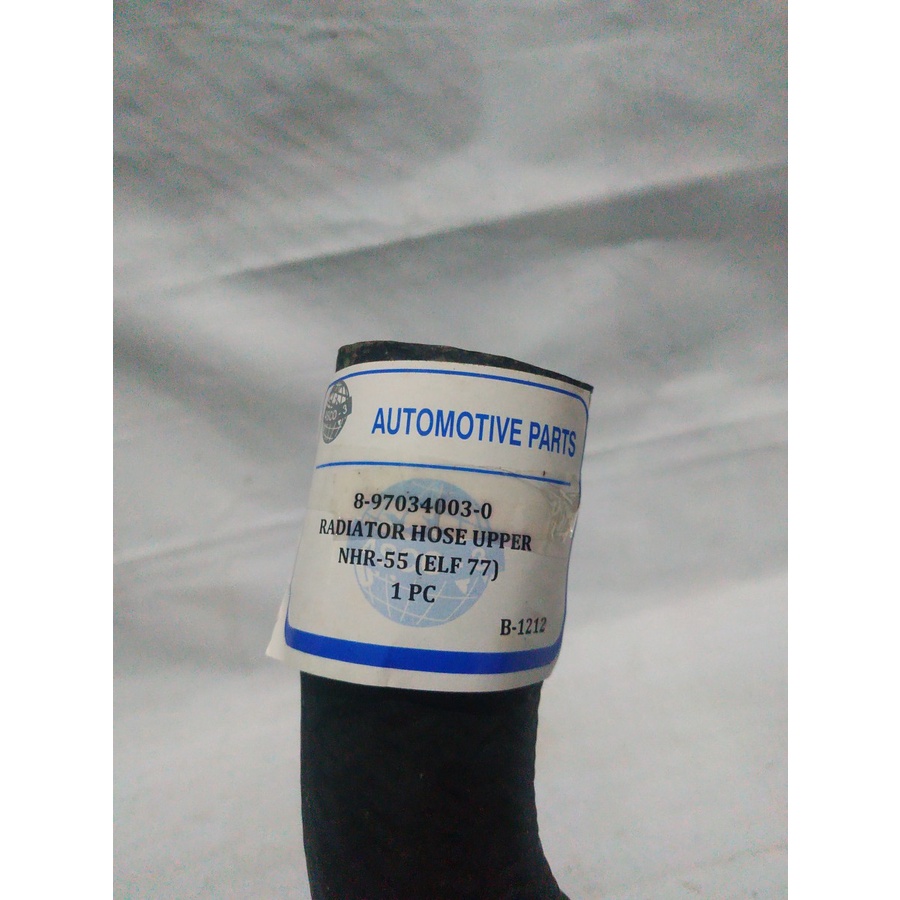 AUTOMOTIVE PARTS
8-97034003-0
RADIATOR HOSE UPPER
NHR-55 (ELF 77)
1 PC
B-1212